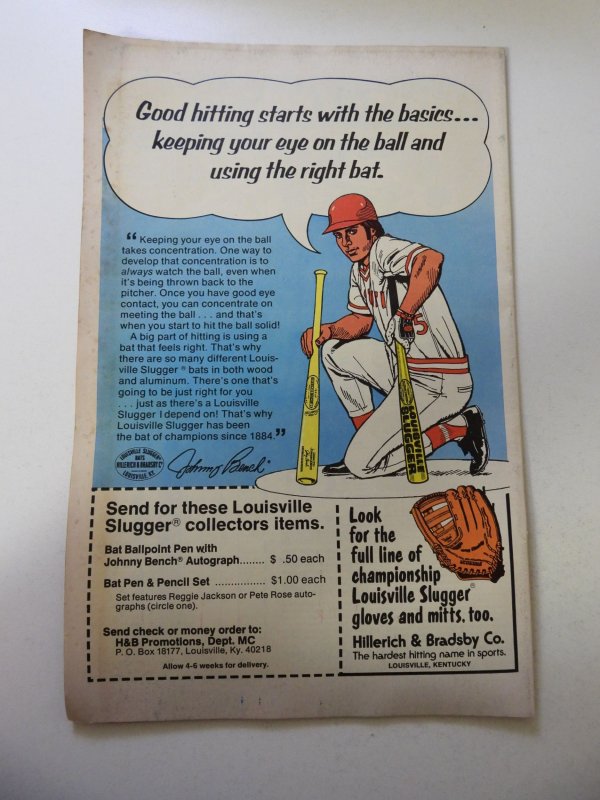 Good hitting starts with the basics...
keeping your eye on the ball and
using the right bat.
“ Keeping your eye on the ball
takes concentration. One way to
develop that concentration is to
always watch the ball, even when
it's being thrown back to the
pitcher. Once you have good eye
contact, you can concentrate on
meeting the ball . . . and that's
when you start to hit the ball solid!
A big part of hitting is using a
bat that feels right. That's why
there are so many different Louis-
ville Slugger® bats in both wood
and aluminum. There's one that's
going to be just right for you
. . . just as there's a Louisville
Slugger I depend on! That's why
Louisville Slugger has been
the bat of champions since 1884.”
LOUISVILLE SLUGGER
BATS
HILLERICH & BRADSBY Co
LOUISVILLE, KY.
Johnny Bench
5
LOUISVILLE
SLUGGER
Send for these Louisville
Slugger® collectors items.
Bat Ballpoint Pen with
Johnny Bench® Autograph....... $ .50 each
Bat Pen & Pencil Set ................ $1.00 each
Set features Reggie Jackson or Pete Rose auto-
graphs (circle one).
Send check or money order to:
H&B Promotions, Dept. MC
P. O. Box 18177, Louisville, Ky. 40218
Allow 4-6 weeks for delivery.
Look
for the
full line of
championship
Louisville Slugger®
gloves and mitts, too.
Hillerich & Bradsby Co.
The hardest hitting name in sports.
LOUISVILLE, KENTUCKY